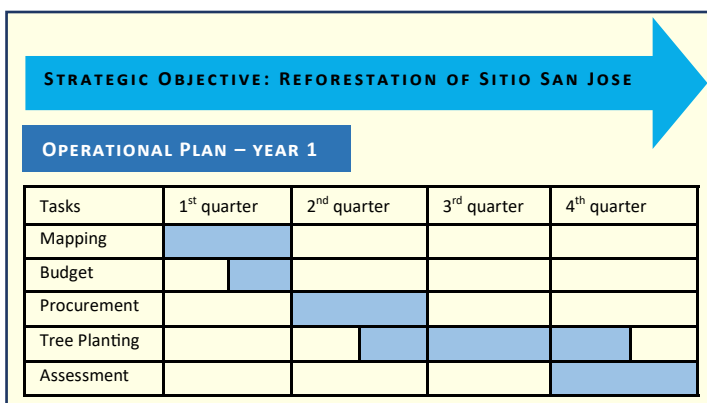 Strategic Objective: Reforestation of Sitio San Jose
Operational Plan – year 1
Tasks 1st quarter 2nd quarter 3rd quarter 4th quarter
Mapping
Budget
Procurement
Tree Planting
Assessment